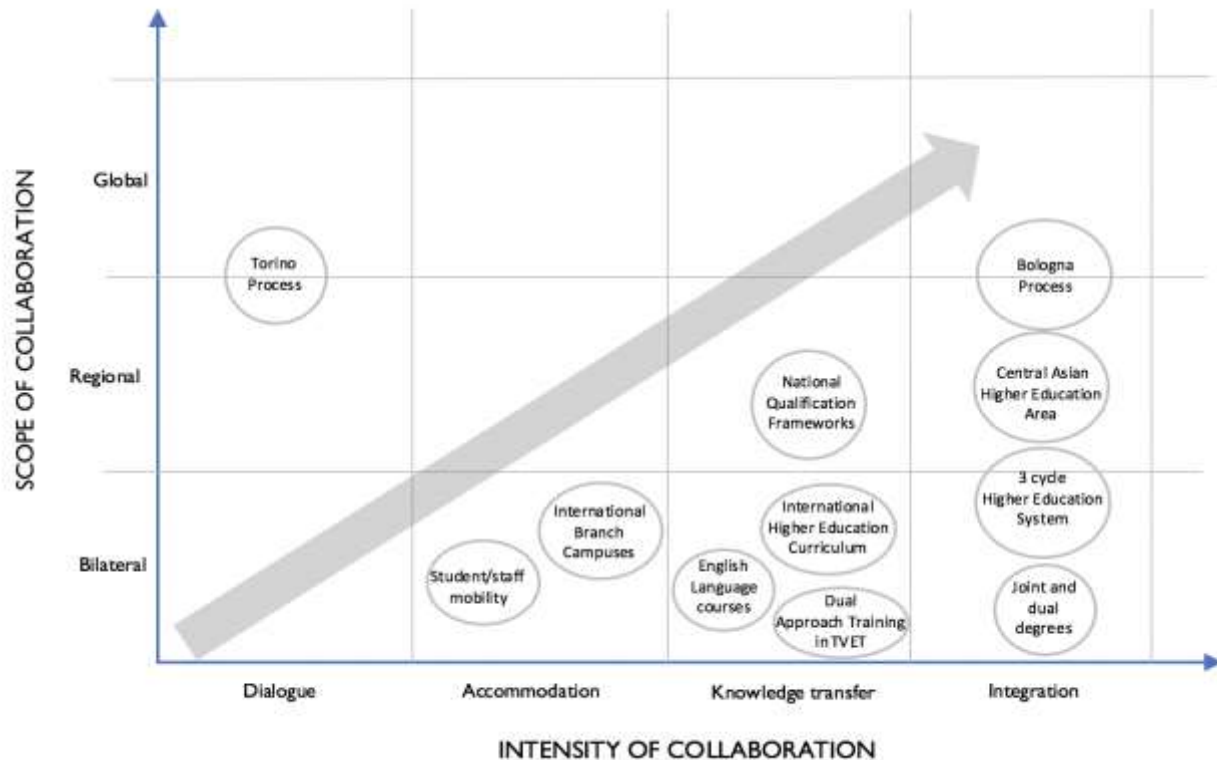 SCOPE OF COLLABORATION
Global
Regional
Bilateral
Torino
Process
Bologna
Process
National
Qualification
Frameworks
Central Asian
Higher Education
Area
3 cycle
Higher Education
System
International
Branch
Campuses
International
Higher Education
Curriculum
Student/staff
mobility
English
Language
courses
Dual
Approach Training
in TVET
Joint and
dual
degrees
Dialogue
Accommodation
Knowledge transfer
Integration
INTENSITY OF COLLABORATION